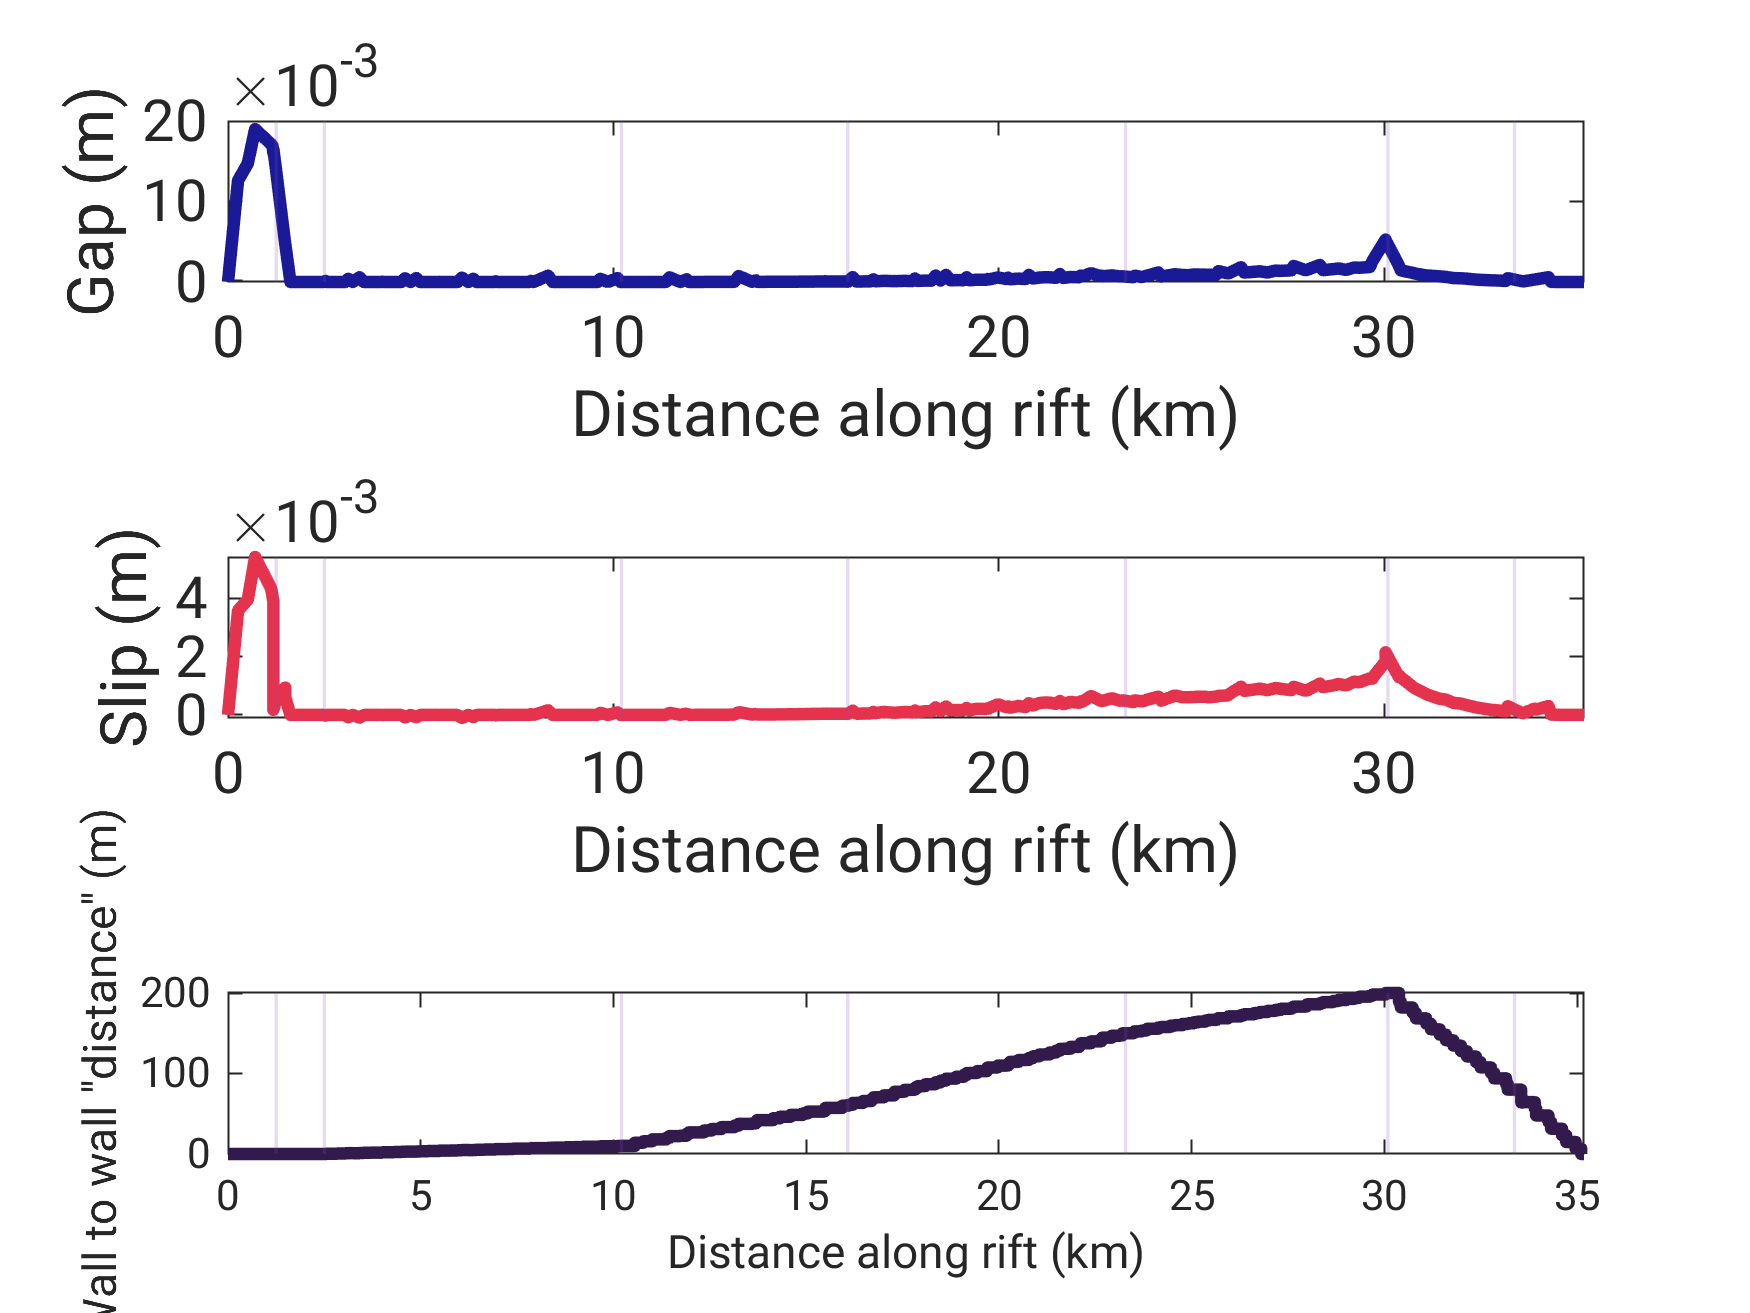 ×10-3
Gap (m)
20
10
0
0 10 20 30
Distance along rift (km)
×10-3
Slip (m)
4
2
0
0 10 20 30
Distance along rift (km)
to wall "distance" (m)
200
100
0
0 5 10 15 20 25 30 35
Distance along rift (km)